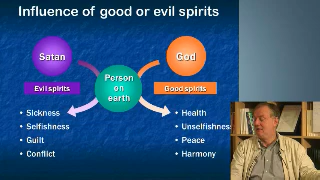 Influence of good or evil spirits
Satan
God
Evil spirits
Person
on
earth
Good spirits
• Sickness
• Selfishness
• Guilt
• Conflict
• Health
• Unselfishness
• Peace
• Harmony